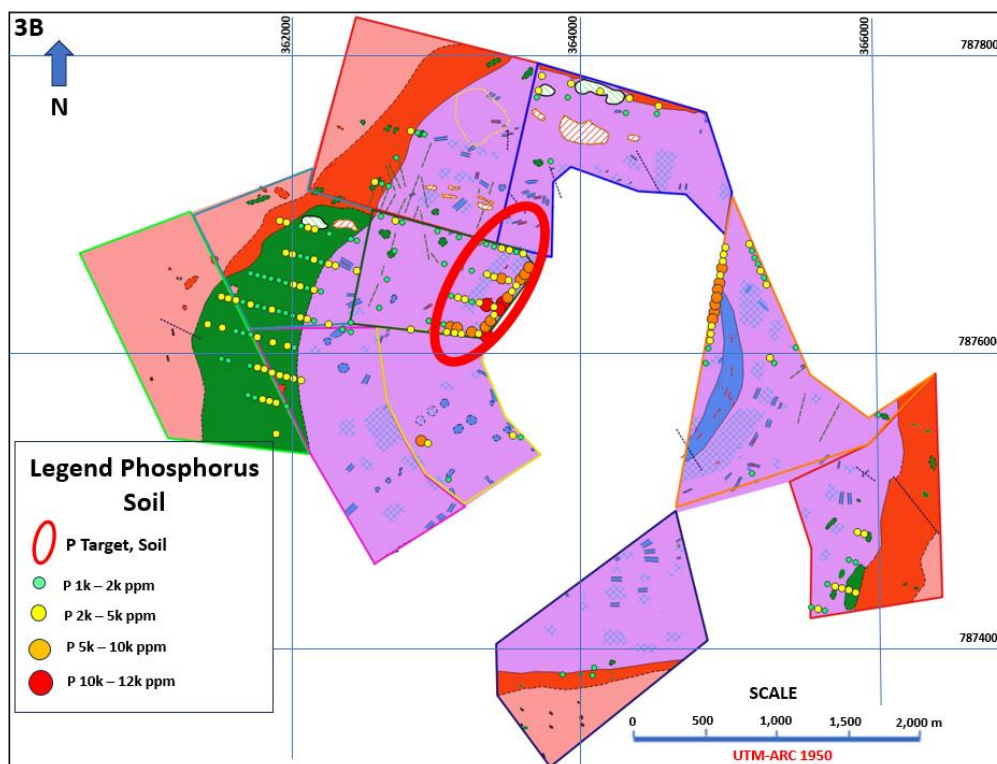 3B
N
362000
364000
366000
787800
787600
787400
Legend Phosphorus
Soil
P Target, Soil
P 1k – 2k ppm
P 2k – 5k ppm
P 5k – 10k ppm
P 10k – 12k ppm
SCALE
0 500 1,000 1,500 2,000 m
UTM-ARC 1950